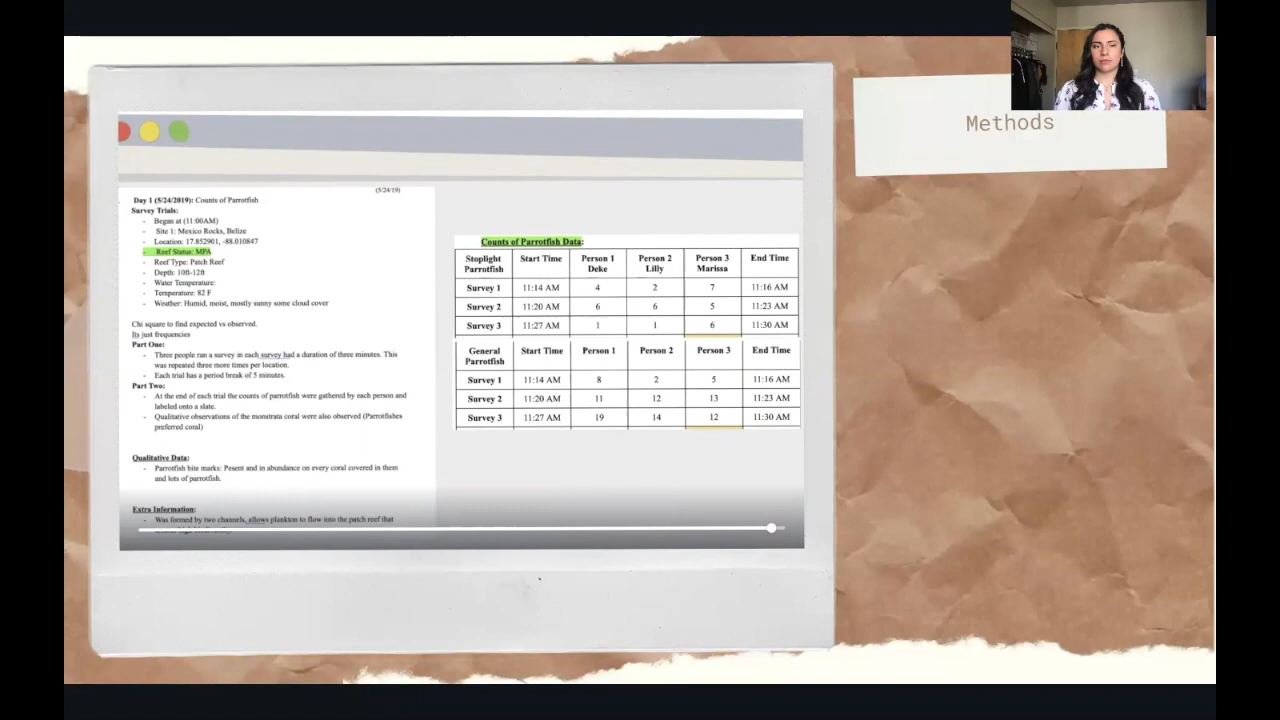 Methods
(5/24/19)
Day 1 (5/24/2019): Counts of Parrotfish
Survey Trials:
- Began at (11:00AM)
- Site 1: Mexico Rocks, Belize
- Location: 17.852901, -88.010847
- Reef Status: MPA
- Reef Type: Patch Reef
- Depth: 10ft-12ft
- Water Temperature:
- Temperature: 82 F
- Weather: Humid, moist, mostly sunny some cloud cover
Chi square to find expected vs observed.
Its just frequencies
Part One:
- Three people ran a survey in each survey had a duration of three minutes. This
was repeated three more times per location.
- Each trial has a period break of 5 minutes.
Part Two:
- At the end of each trial the counts of parrotfish were gathered by each person and
labeled onto a slate.
- Qualitative observations of the monstrata coral were also observed (Parrotfishes
preferred coral)
Qualitative Data:
- Parrotfish bite marks: Pesent and in abundance on every coral covered in them
and lots of parrotfish.
Extra Information:
- Was formed by two channels, allows plankton to flow into the patch reef that
Counts of Parrotfish Data:
Stoplight Parrotfish Start Time Person 1 Deke Person 2 Lilly Person 3 Marissa End Time
Survey 1 11:14 AM 4 2 7 11:16 AM
Survey 2 11:20 AM 6 6 5 11:23 AM
Survey 3 11:27 AM 1 1 6 11:30 AM
General Parrotfish Start Time Person 1 Person 2 Person 3 End Time
Survey 1 11:14 AM 8 2 5 11:16 AM
Survey 2 11:20 AM 11 12 13 11:23 AM
Survey 3 11:27 AM 19 14 12 11:30 AM